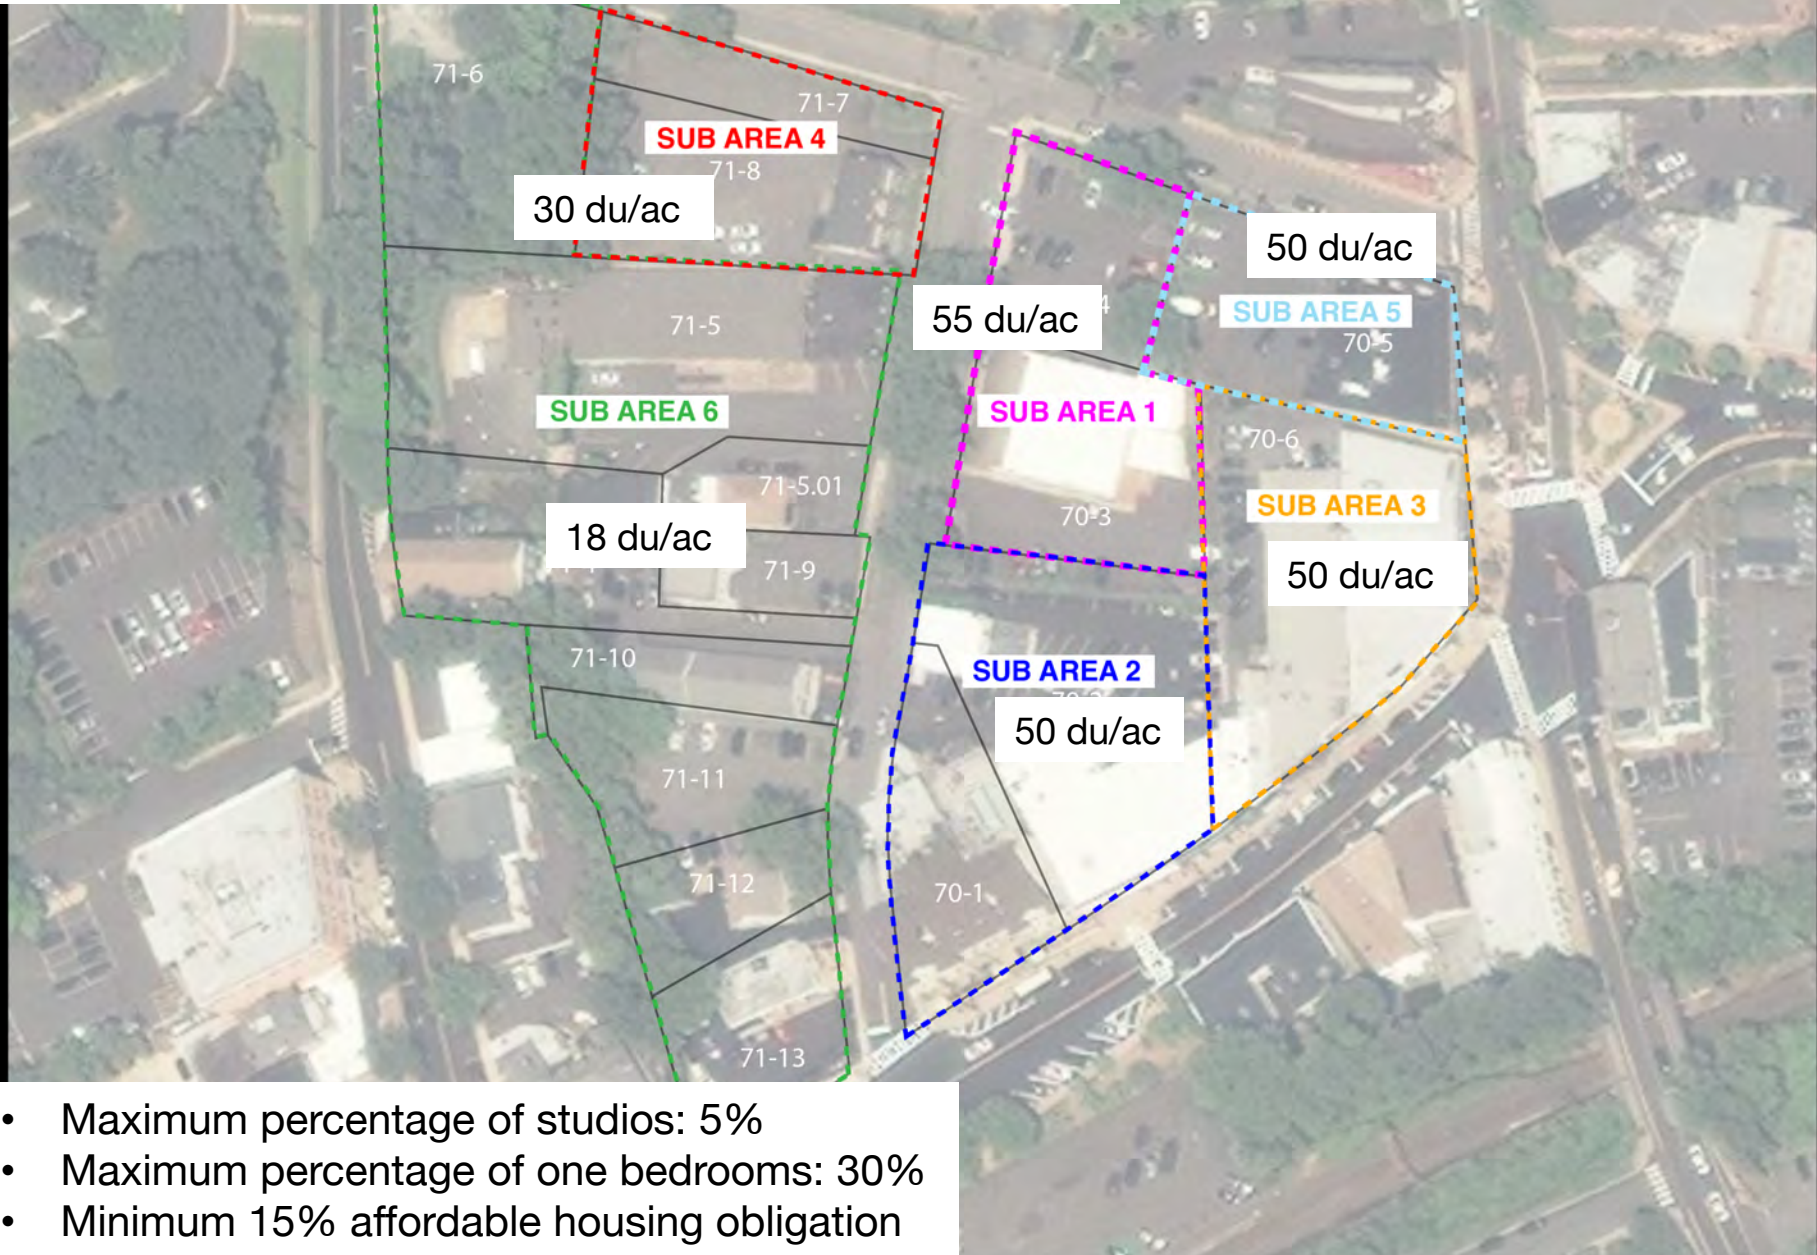 71-6
71-7
SUB AREA 4
71-8
30 du/ac
50 du/ac
55 du/ac
4
SUB AREA 5
71-5
70-5
SUB AREA 6
SUB AREA 1
70-6
71-5.01
SUB AREA 3
70-3
18 du/ac
71-9
50 du/ac
71-10
SUB AREA 2
50 du/ac
71-11
71-12
70-1
71-13
• Maximum percentage of studios: 5%
• Maximum percentage of one bedrooms: 30%
• Minimum 15% affordable housing obligation